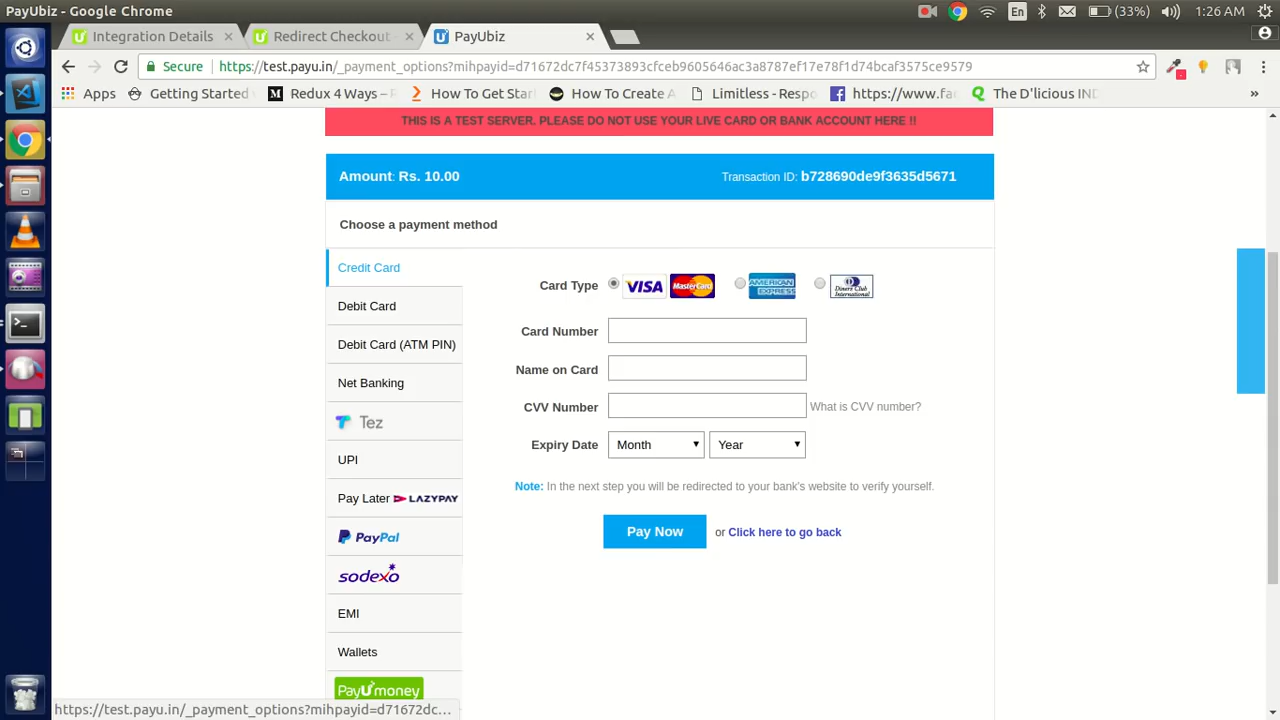 PayUbiz - Google Chrome
En
(33%)
1:26 AM
Integration Details
Redirect Checkout
PayUbiz
Secure
https://test.payu.in/_payment_options?mihpayid=d71672dc7f45373893cfceb9605646ac3a8787ef17e78f1d74bcaf3575ce9579
Apps
Getting Started
Redux 4 Ways –
How To Get Star
How To Create A
Limitless - Respo
https://www.fac
The D'licious IND
»
THIS IS A TEST SERVER. PLEASE DO NOT USE YOUR LIVE CARD OR BANK ACCOUNT HERE !!
Amount: Rs. 10.00
Transaction ID: b728690de9f3635d5671
Choose a payment method
Credit Card
Debit Card
Debit Card (ATM PIN)
Net Banking
Tez
UPI
Pay Later LAZYPAY
PayPal
sodexo
EMI
Wallets
PayUmoney
Card Type VISA MasterCard AMERICAN EXPRESS Diners Club International
Card Number
Name on Card
CVV Number What is CVV number?
Expiry Date Month Year
Note: In the next step you will be redirected to your bank's website to verify yourself.
Pay Now or Click here to go back
https://test.payu.in/_payment_options?mihpayid=d71672dc...